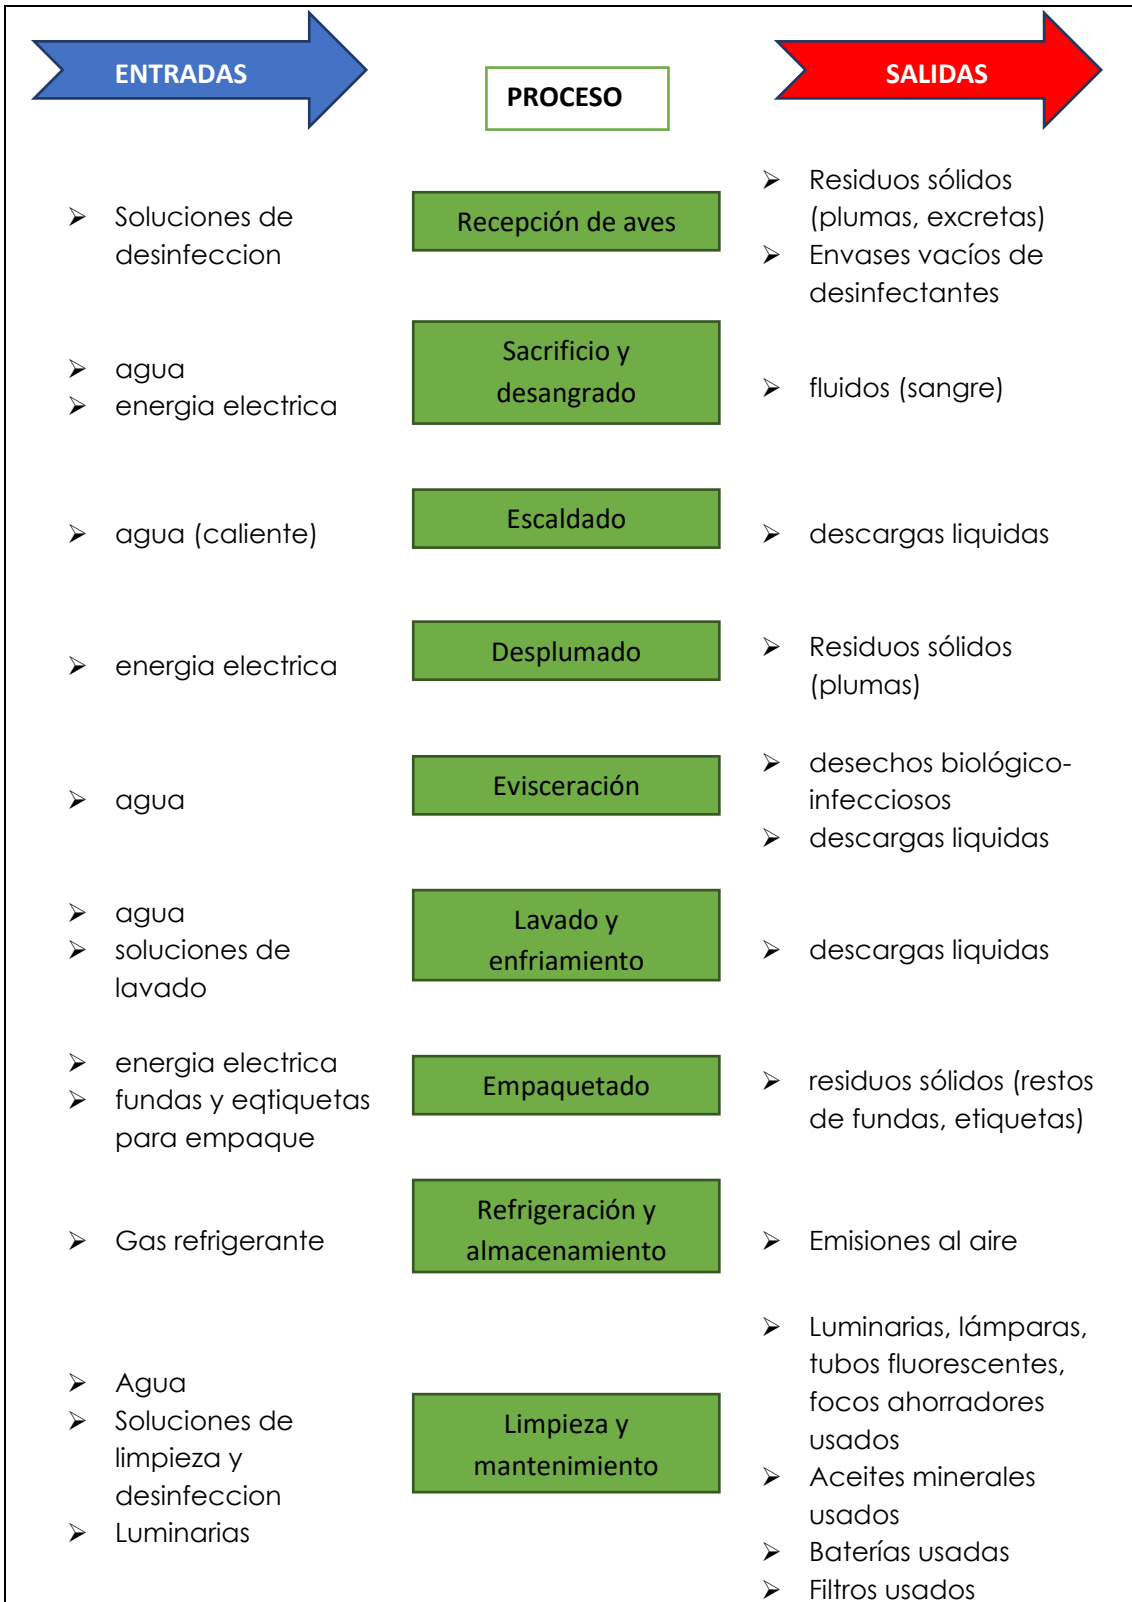 ENTRADAS
PROCESO
SALIDAS
➢ Soluciones de
desinfeccion
Recepción de aves
➢ Residuos sólidos
(plumas, excretas)
➢ Envases vacíos de
desinfectantes
➢ agua
➢ energia electrica
Sacrificio y
desangrado
➢ fluidos (sangre)
➢ agua (caliente)
Escaldado
➢ descargas liquidas
➢ energia electrica
Desplumado
➢ Residuos sólidos
(plumas)
➢ agua
Evisceración
➢ desechos biológico-
infecciosos
➢ descargas liquidas
➢ agua
➢ soluciones de
lavado
Lavado y
enfriamiento
➢ descargas liquidas
➢ energia electrica
➢ fundas y eqtiquetas
para empaque
Empaquetado
➢ residuos sólidos (restos
de fundas, etiquetas)
➢ Gas refrigerante
Refrigeración y
almacenamiento
➢ Emisiones al aire
➢ Agua
➢ Soluciones de
limpieza y
desinfeccion
➢ Luminarias
Limpieza y
mantenimiento
➢ Luminarias, lámparas,
tubos fluorescentes,
focos ahorradores
usados
➢ Aceites minerales
usados
➢ Baterías usadas
➢ Filtros usados